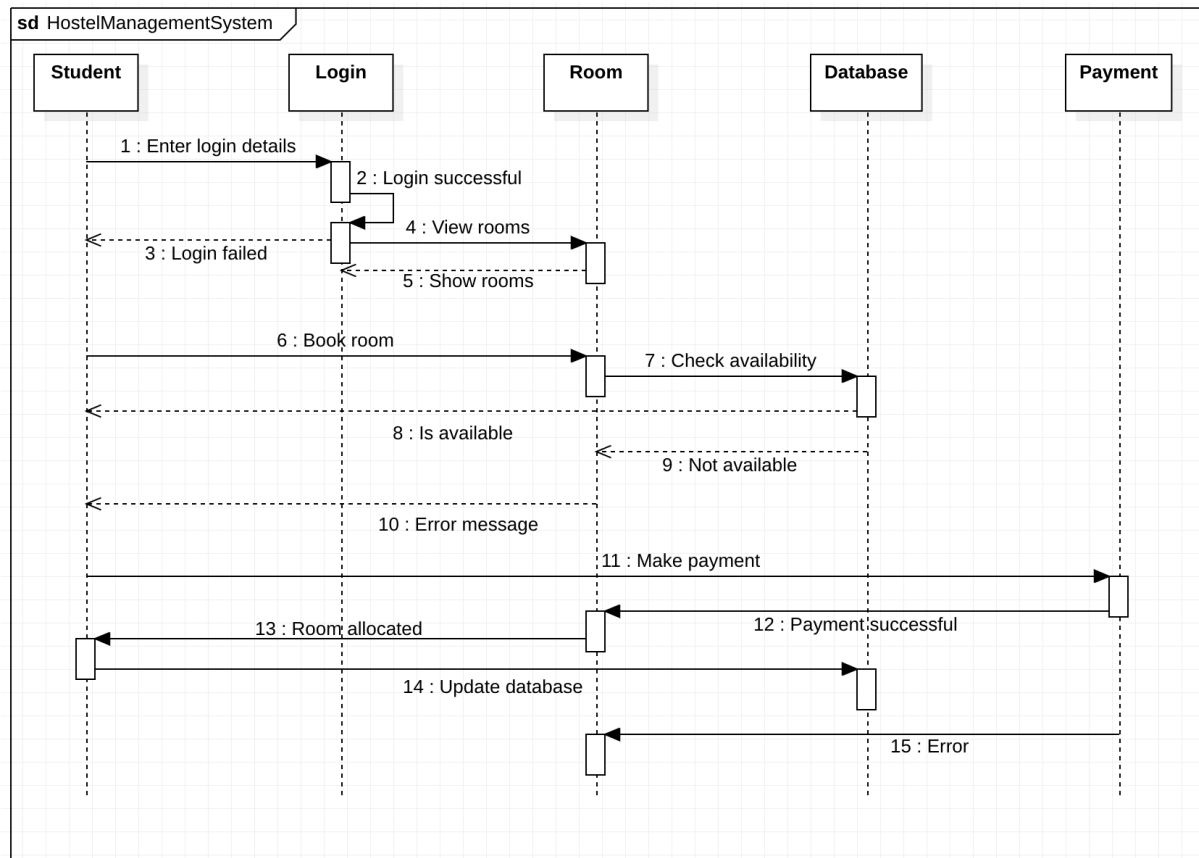 sd HostelManagementSystem
Student
Login
Room
Database
Payment
1 : Enter login details
2 : Login successful
3 : Login failed
4 : View rooms
5 : Show rooms
6 : Book room
7 : Check availability
8 : Is available
9 : Not available
10 : Error message
11 : Make payment
12 : Payment successful
13 : Room allocated
14 : Update database
15 : Error